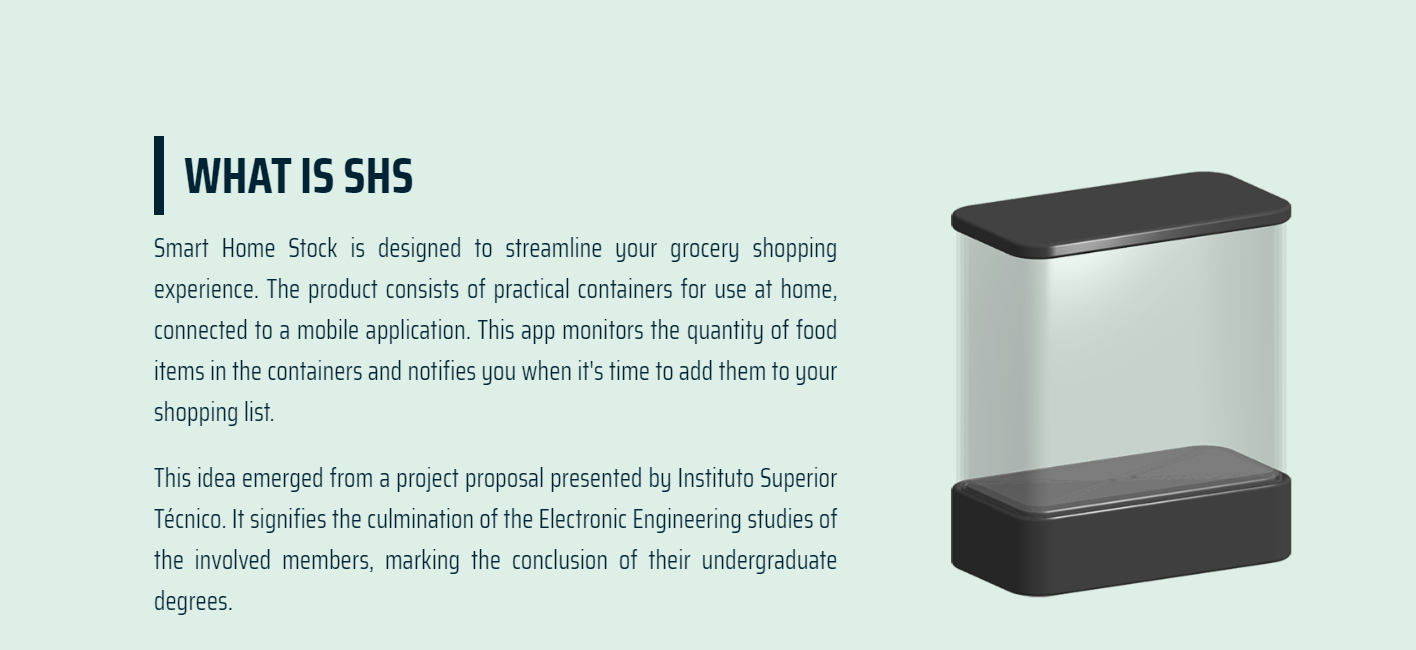 WHAT IS SHS
Smart Home Stock is designed to streamline your grocery shopping
experience. The product consists of practical containers for use at home,
connected to a mobile application. This app monitors the quantity of food
items in the containers and notifies you when it's time to add them to your
shopping list.
This idea emerged from a project proposal presented by Instituto Superior
Técnico. It signifies the culmination of the Electronic Engineering studies of
the involved members, marking the conclusion of their undergraduate
degrees.